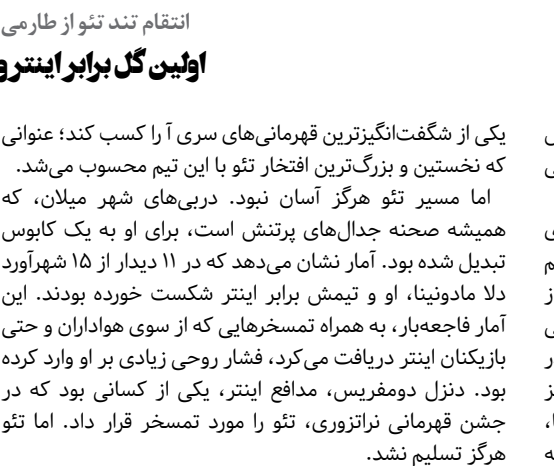 انتقام تند تئو از طارمی
اولین گل برابر اینتر و
یکی از شگفت‌انگیزترین قهرمانی‌های سری آ را کسب کند؛ عنوانی
که نخستین و بزرگ‌ترین افتخار تئو با این تیم محسوب می‌شد.
اما مسیر تئو هرگز آسان نبود. دربی‌های شهر میلان، که
همیشه صحنه جدال‌های پرتنش است، برای او به یک کابوس
تبدیل شده بود. آمار نشان می‌دهد که در ۱۱ دیدار از ۱۵ شهرآورد
دلا مادونینا، او و تیمش برابر اینتر شکست خورده بودند. این
آمار فاجعه‌بار، به همراه تمسخرهایی که از سوی هواداران و حتی
بازیکنان اینتر دریافت می‌کرد، فشار روحی زیادی بر او وارد کرده
بود. دنزل دومفریس، مدافع اینتر، یکی از کسانی بود که در
جشن قهرمانی نراتزوری، تئو را مورد تمسخر قرار داد. اما تئو
هرگز تسلیم نشد.